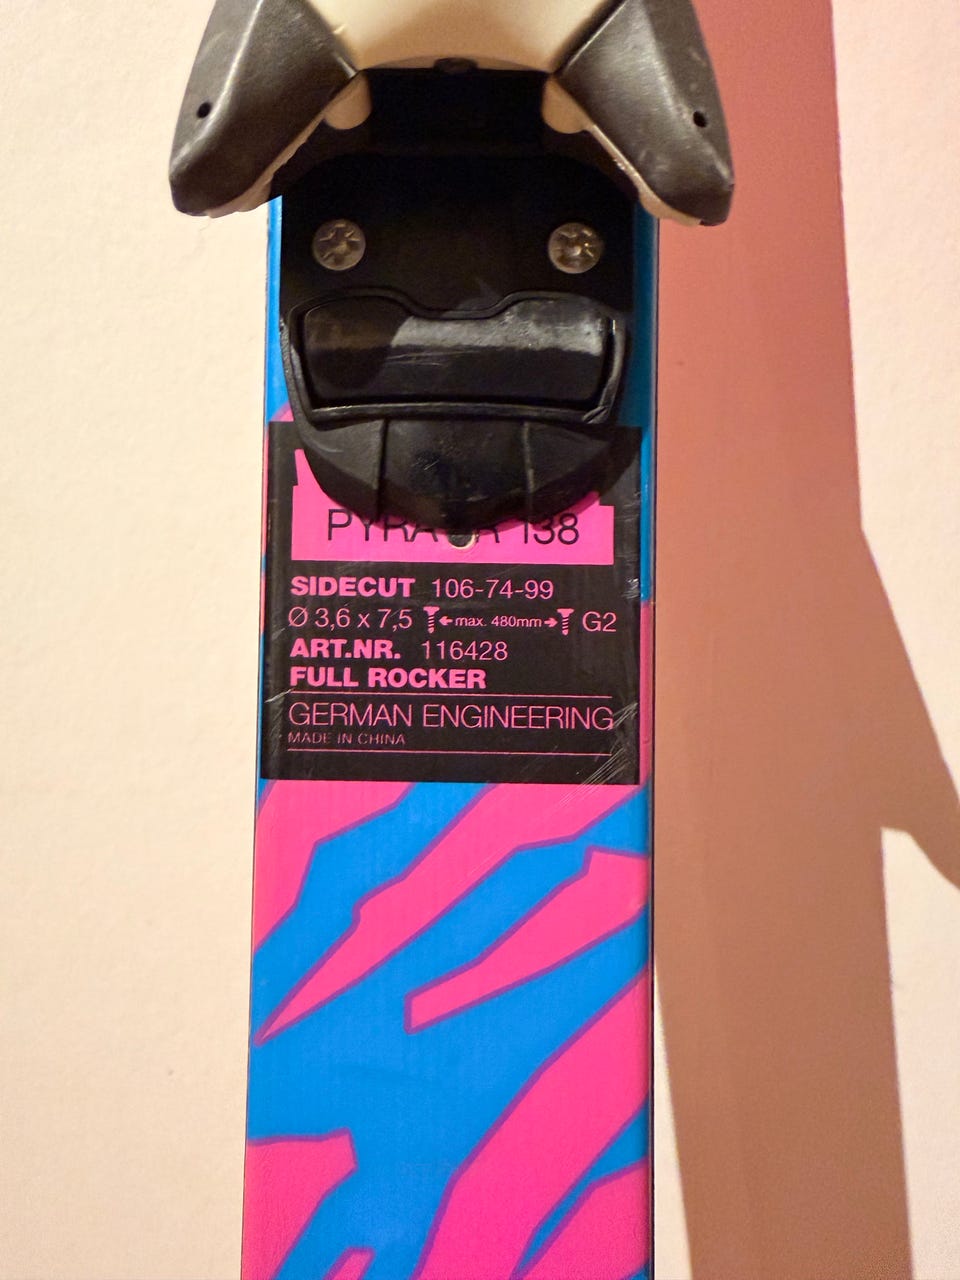 138
SIDECUT 106-74-99
Ø 3,6 x 7,5 max. 480mm G2
ART.NR. 116428
FULL ROCKER
GERMAN ENGINEERING
MADE IN CHINA